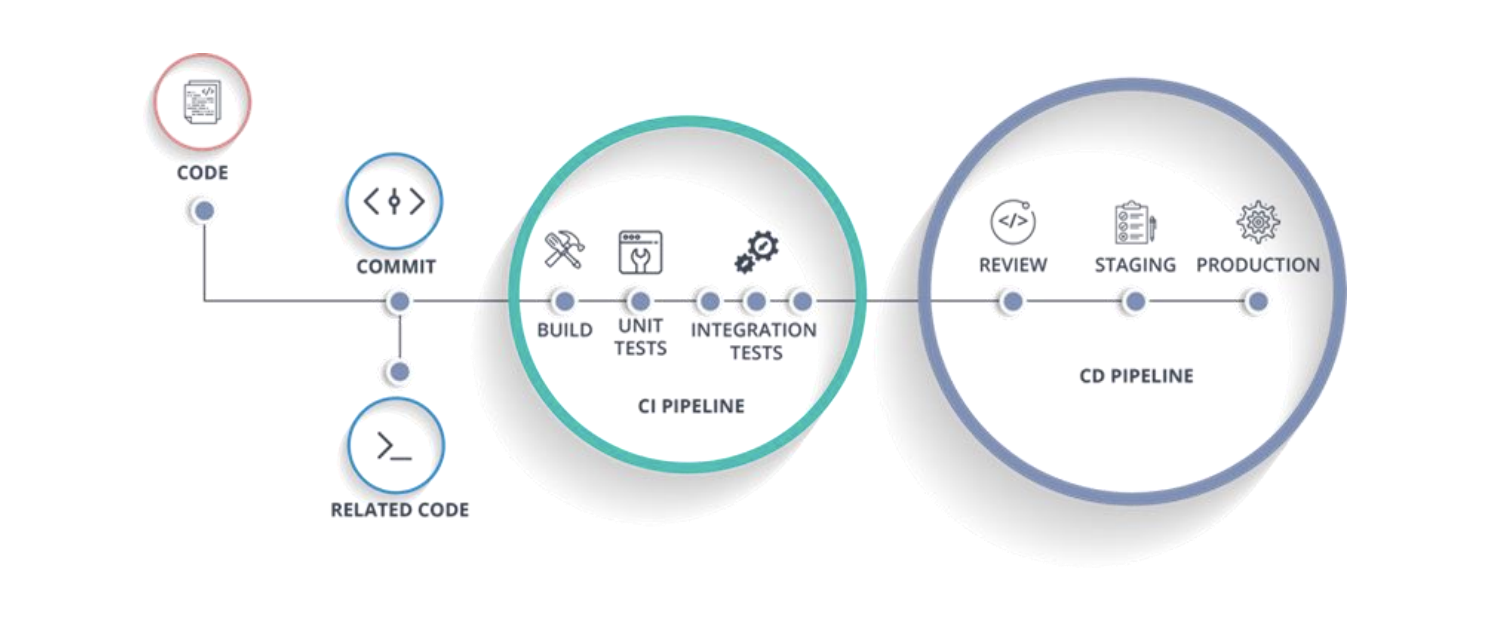 CODE
COMMIT
RELATED CODE
BUILD
UNIT
TESTS
INTEGRATION
TESTS
CI PIPELINE
REVIEW
STAGING
PRODUCTION
CD PIPELINE